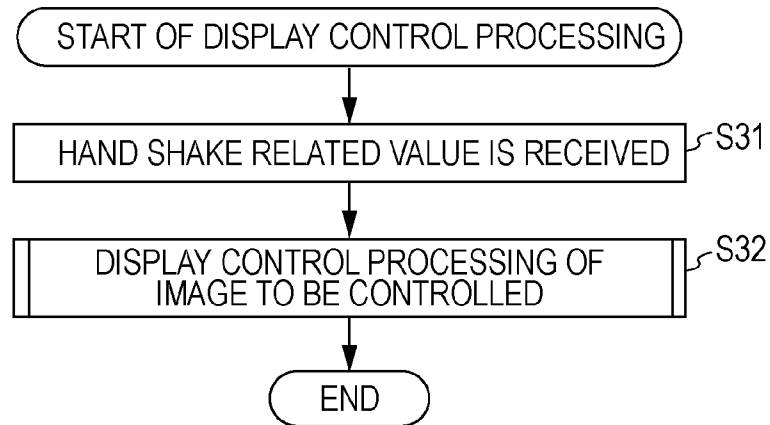 START OF DISPLAY CONTROL PROCESSING
HAND SHAKE RELATED VALUE IS RECEIVED
S31
DISPLAY CONTROL PROCESSING OF
IMAGE TO BE CONTROLLED
S32
END